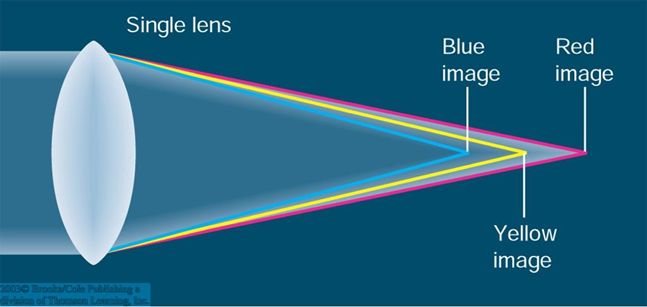 Single lens
Blue
image
Red
image
Yellow
image
2003© Brooks/Cole Publishing a
division of Thomson Learning, Inc.